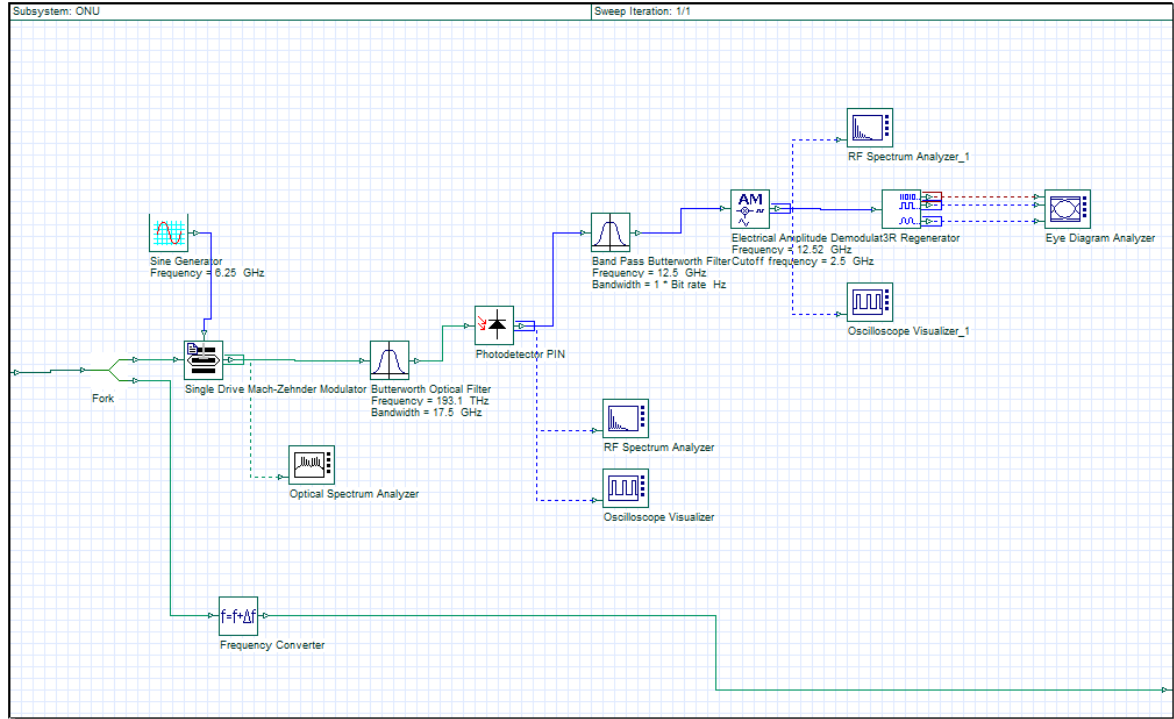 Subsystem: ONU
Sweep Iteration: 1/1
RF Spectrum Analyzer_1
AM
Sine Generator
Frequency = 6.25 GHz
Band Pass Butterworth Filter
Frequency = 12.5 GHz
Bandwidth = 1 * Bit rate Hz
Electrical Amplitude Demodulat
Frequency = 12.52 GHz
Cutoff frequency = 2.5 GHz
3R Regenerator
Eye Diagram Analyzer
Oscilloscope Visualizer_1
Photodetector PIN
Fork
Single Drive Mach-Zehnder Modulator
Butterworth Optical Filter
Frequency = 193.1 THz
Bandwidth = 17.5 GHz
RF Spectrum Analyzer
Optical Spectrum Analyzer
Oscilloscope Visualizer
f=f+Δf
Frequency Converter